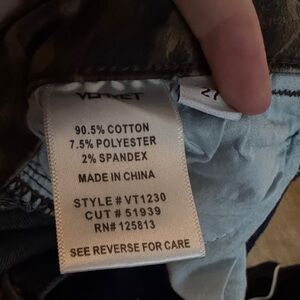 90.5% COTTON
7.5% POLYESTER
2% SPANDEX
MADE IN CHINA
STYLE # VT1230
CUT # 51939
RN# 125813
SEE REVERSE FOR CARE